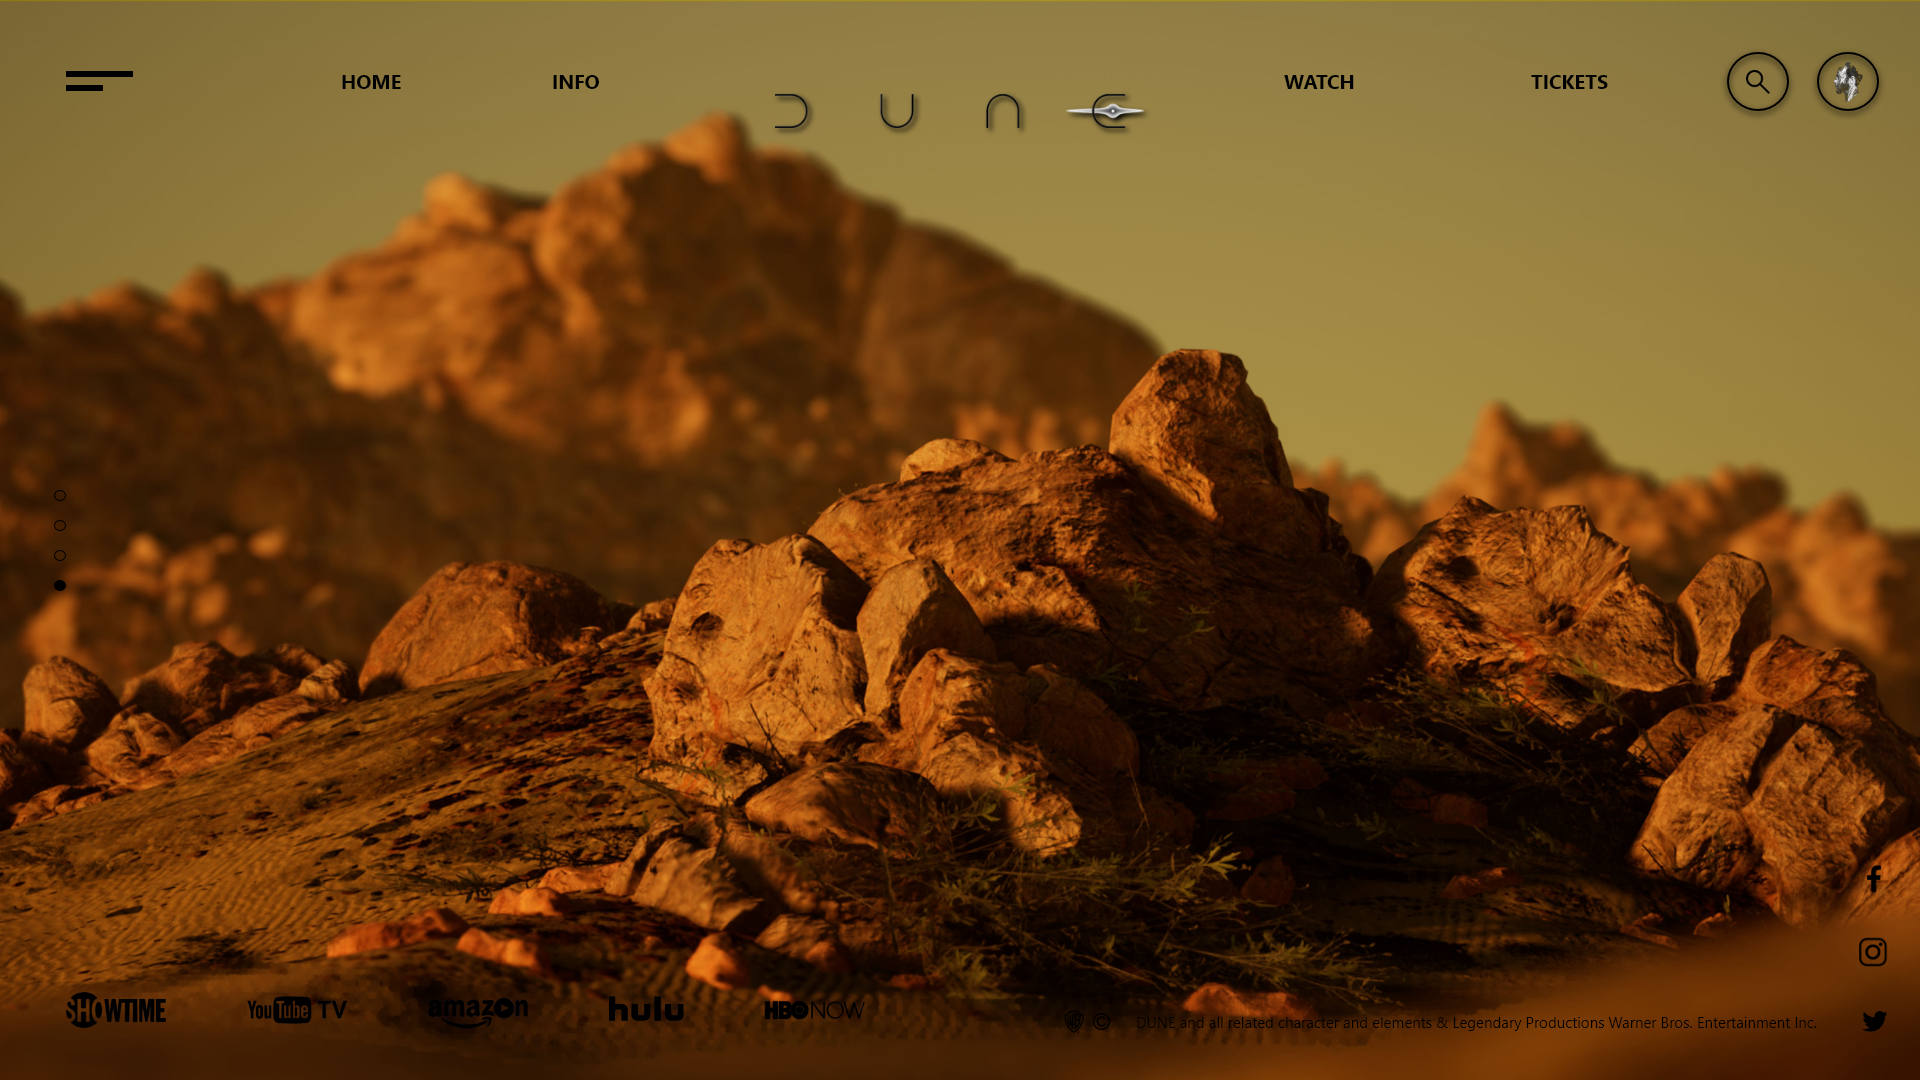 HOME
INFO
DUNE
WATCH
TICKETS
SHOWTIME
YouTube TV
amazon
hulu
HBO NOW
© DUNE and all related character and elements & Legendary Productions Warner Bros. Entertainment Inc.